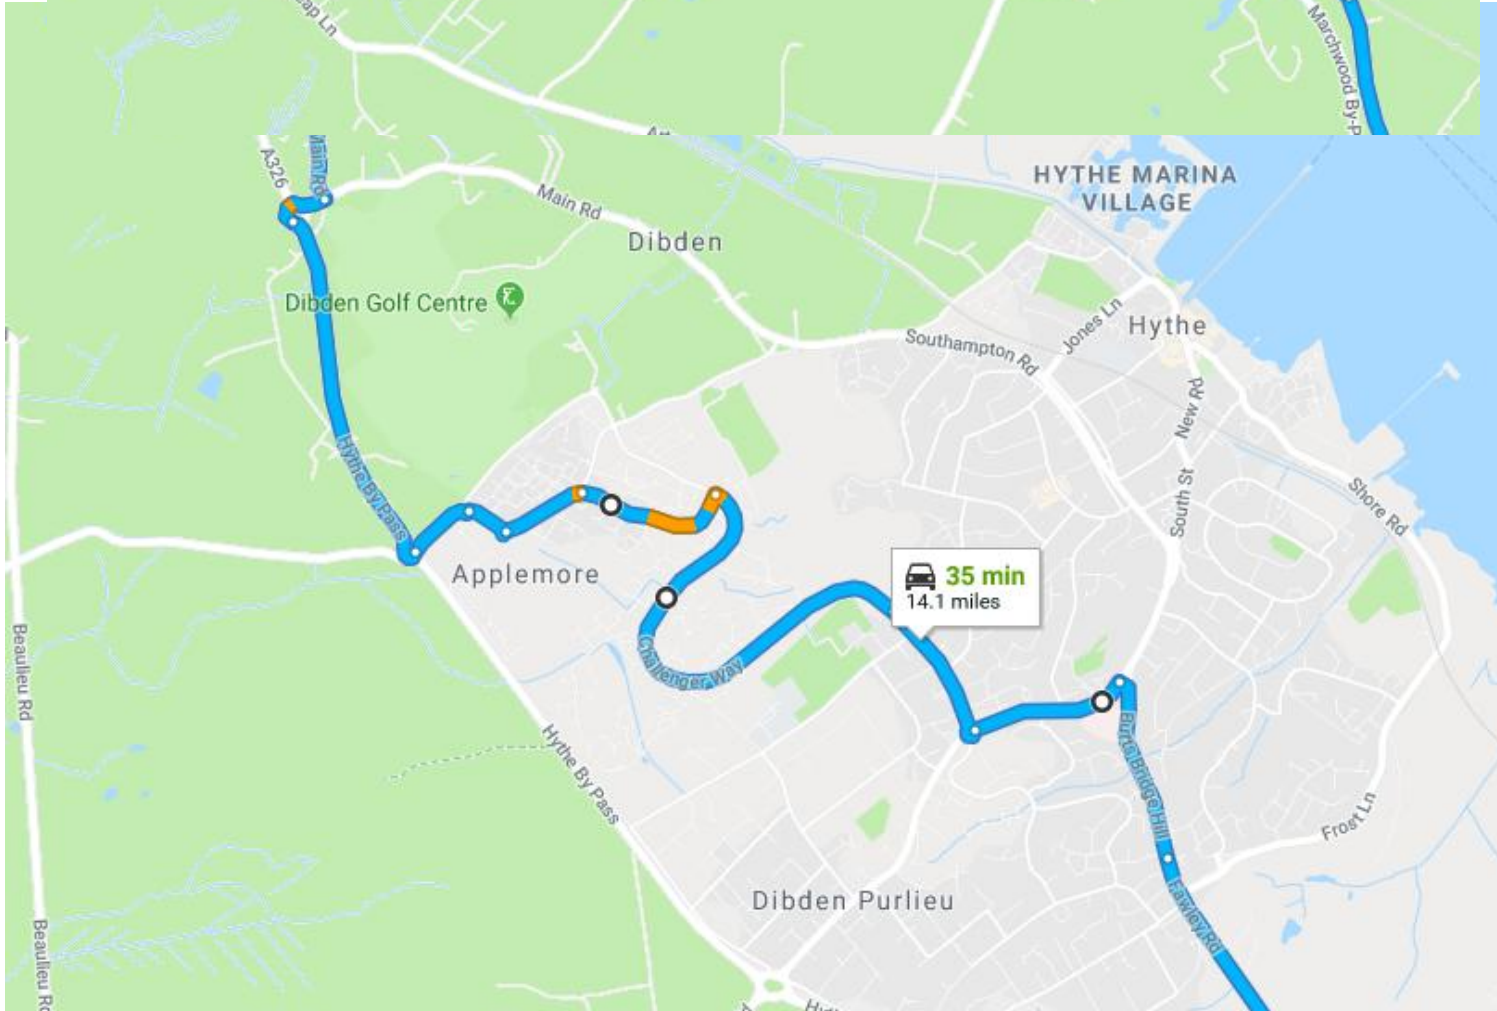 Marchwood By-P
A326
Main Rd
HYTHE MARINA
VILLAGE
Main Rd
Dibden
Dibden Golf Centre
Jones Ln
Hythe
Southampton Rd
New Rd
Hythe By Pass
South St
Shore Rd
Applemore
35 min
14.1 miles
Beaulieu Rd
Challenger Way
Hythe By Pass
Butts Bridge Hill
Frost Ln
Dibden Purlieu
Fawley Rd
Beaulieu Rd